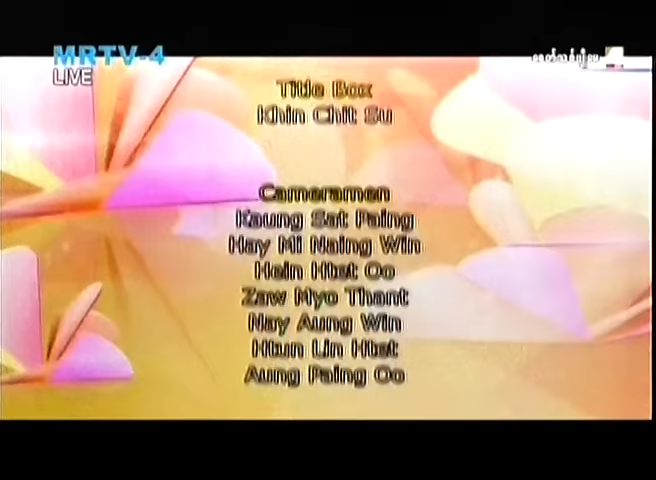 MRTV-4
LIVE
Title Box
Khin Chit Su
Cameramen
Kaung Sat Paing
Hay Mi Naing Win
Hein Htet Oo
Zaw Myo Thant
Nay Aung Win
Htun Lin Htet
Aung Paing Oo